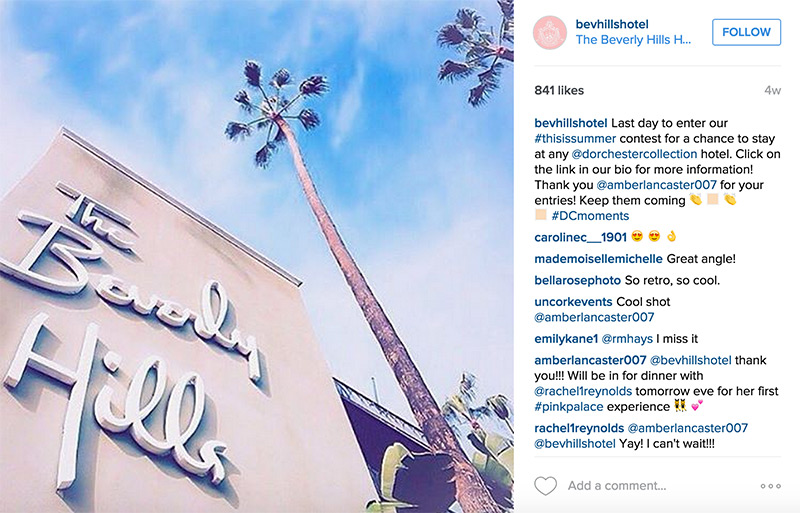 The
Beverly
Hills
bevhillshotel
The Beverly Hills H...
FOLLOW
841 likes
4w
bevhillshotel Last day to enter our
#thisissummer contest for a chance to stay
at any @dorchestercollection hotel. Click on
the link in our bio for more information!
Thank you @amberlancaster007 for your
entries! Keep them coming 👏🏻 👏🏻
#DCmoments
carolinec__1901 😍 😍 👌
mademoisellemichelle Great angle!
bellarosephoto So retro, so cool.
uncorkevents Cool shot
@amberlancaster007
emilykane1 @rmhays I miss it
amberlancaster007 @bevhillshotel thank
you!!! Will be in for dinner with
@rachel1reynolds tomorrow eve for her first
#pinkpalace experience 👯 💕
rachel1reynolds @amberlancaster007
@bevhillshotel Yay! I can't wait!!!
Add a comment...